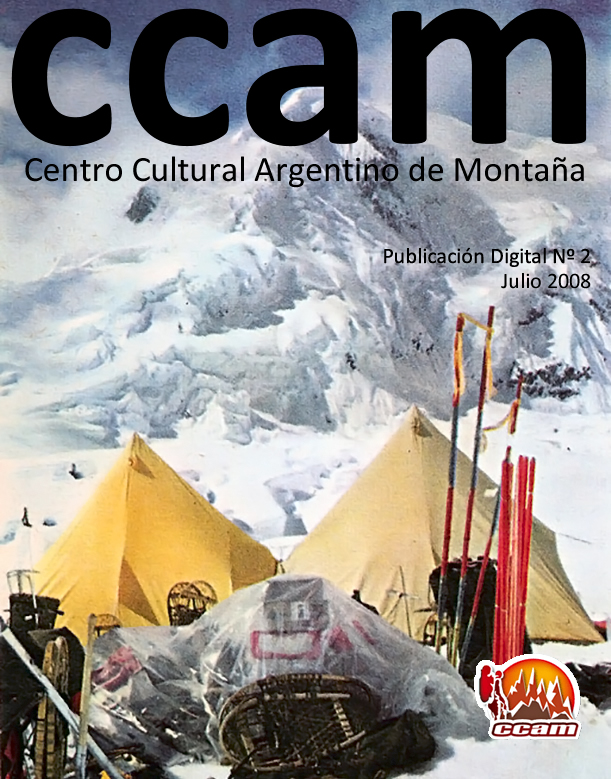 ccam
Centro Cultural Argentino de Montaña
Publicación Digital Nº 2
Julio 2008
ccam